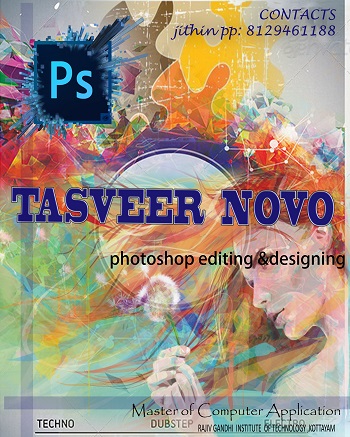 CONTACTS
jithin pp: 8129461188
Ps
TASVEER NOVO
photoshop editing &designing
Master of Computer Application
TECHNO DUBSTEP ELECTRO
RAJIV GANDHI INSTITUTE OF TECHNOLOGY ,KOTTAYAM